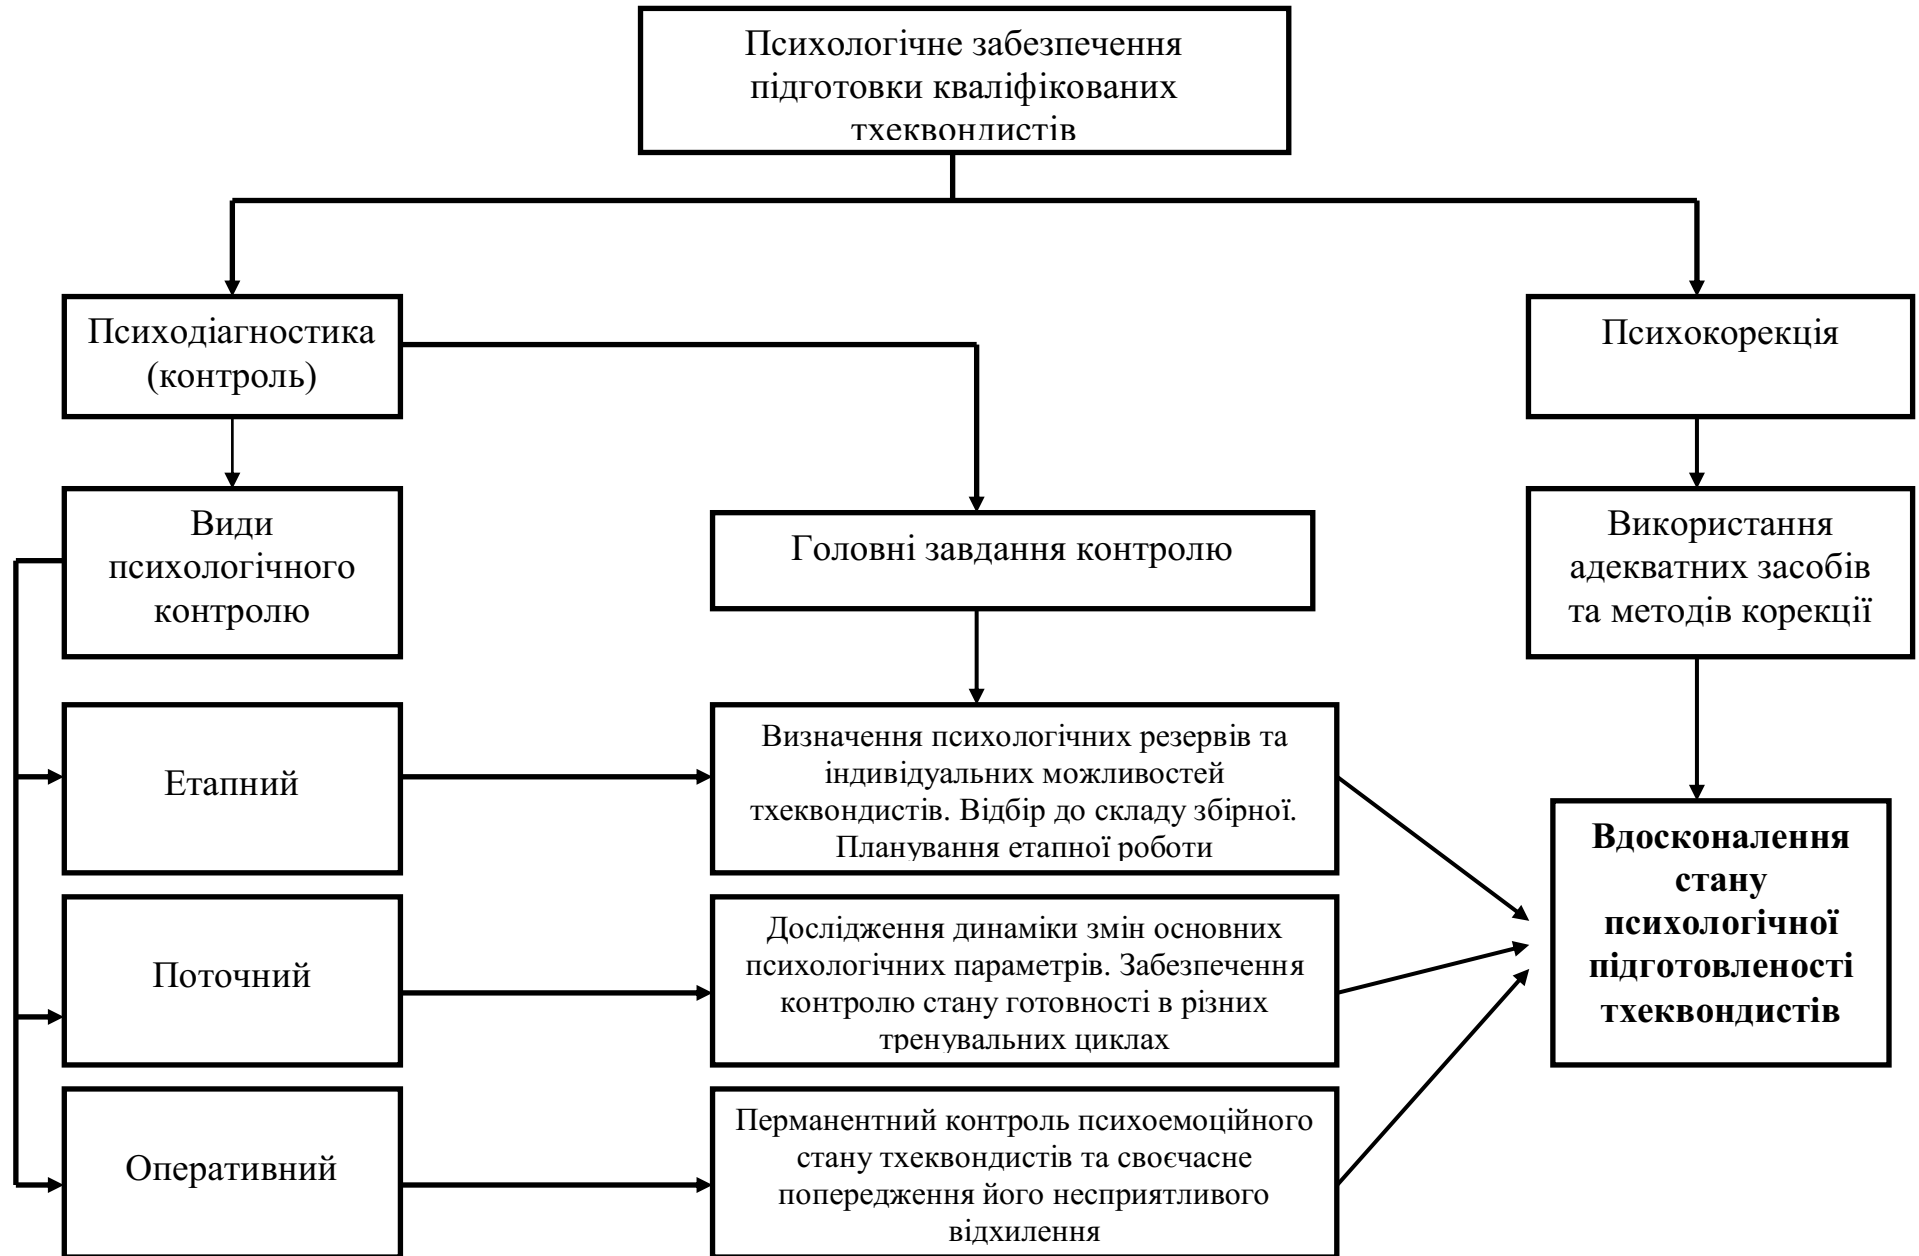 Психологічне забезпечення
підготовки кваліфікованих
тхеквондистів
Психодіагностика
(контроль)
Психокорекція
Види
психологічного
контролю
Головні завдання контролю
Використання
адекватних засобів
та методів корекції
Етапний
Визначення психологічних резервів та
індивідуальних можливостей
тхеквондистів. Відбір до складу збірної.
Планування етапної роботи
Вдосконалення
стану
психологічної
підготовленості
тхеквондистів
Поточний
Дослідження динаміки змін основних
психологічних параметрів. Забезпечення
контролю стану готовності в різних
тренувальних циклах
Оперативний
Перманентний контроль психоемоційного
стану тхеквондистів та своєчасне
попередження його несприятливого
відхилення